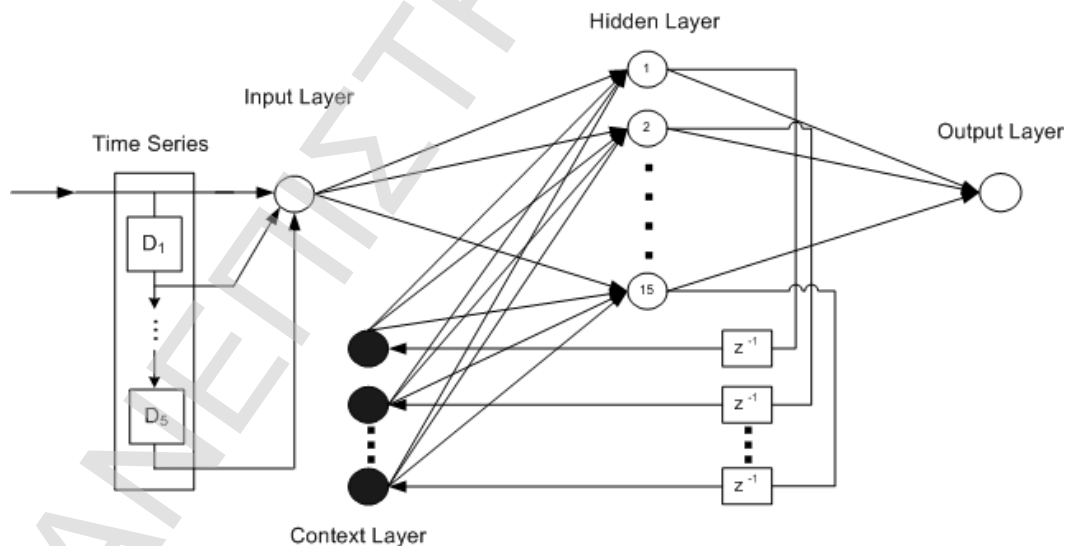 Hidden Layer
1
Input Layer
2
Output Layer
Time Series
D₁
15
D₅
z⁻¹
z⁻¹
z⁻¹
Context Layer